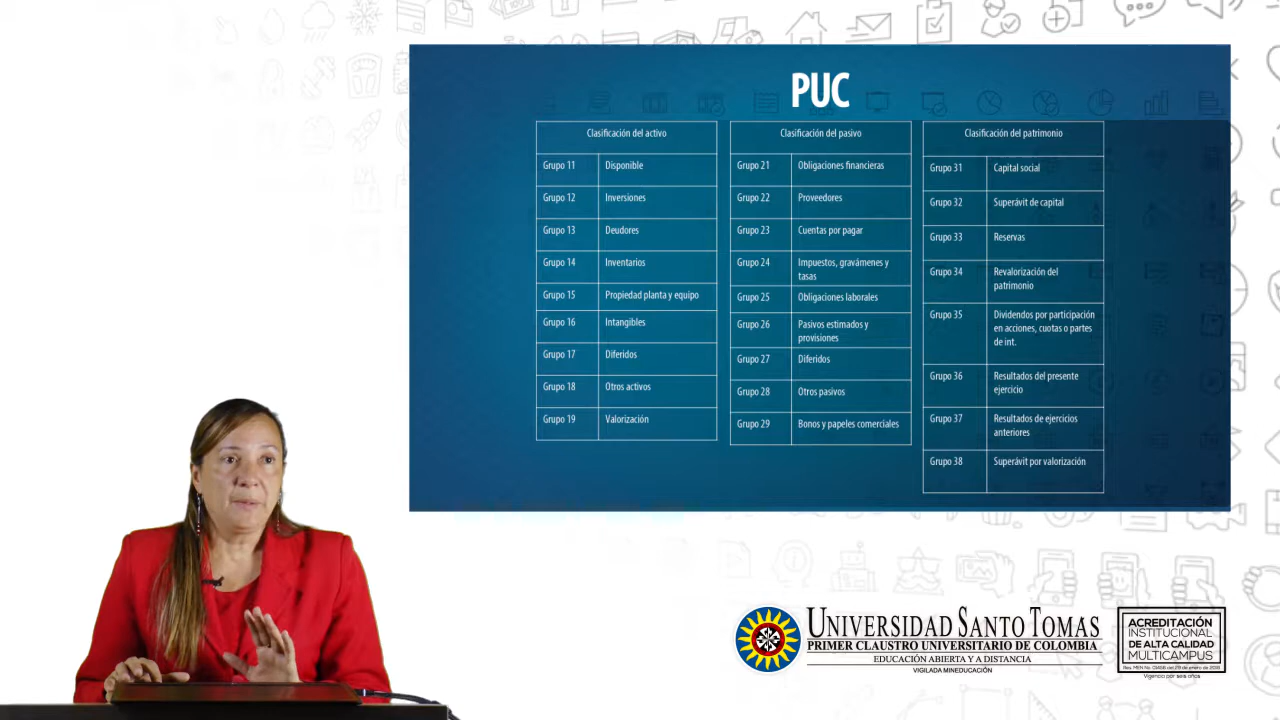 PUC
Clasificación del activo
Grupo 11 Disponible
Grupo 12 Inversiones
Grupo 13 Deudores
Grupo 14 Inventarios
Grupo 15 Propiedad planta y equipo
Grupo 16 Intangibles
Grupo 17 Diferidos
Grupo 18 Otros activos
Grupo 19 Valorización
Clasificación del pasivo
Grupo 21 Obligaciones financieras
Grupo 22 Proveedores
Grupo 23 Cuentas por pagar
Grupo 24 Impuestos, gravámenes y
tasas
Grupo 25 Obligaciones laborales
Grupo 26 Pasivos estimados y
provisiones
Grupo 27 Diferidos
Grupo 28 Otros pasivos
Grupo 29 Bonos y papeles comerciales
Clasificación del patrimonio
Grupo 31 Capital social
Grupo 32 Superávit de capital
Grupo 33 Reservas
Grupo 34 Revalorización del
patrimonio
Grupo 35 Dividendos por participación
en acciones, cuotas o partes
de int.
Grupo 36 Resultados del presente
ejercicio
Grupo 37 Resultados de ejercicios
anteriores
Grupo 38 Superávit por valorización
UNIVERSIDAD SANTO TOMAS
PRIMER CLAUSTRO UNIVERSITARIO DE COLOMBIA
EDUCACIÓN ABIERTA Y A DISTANCIA
VIGILADA MINEDUCACIÓN
ACREDITACIÓN
INSTITUCIONAL
DE ALTA CALIDAD
MULTICAMPUS
Vigencia por seis años